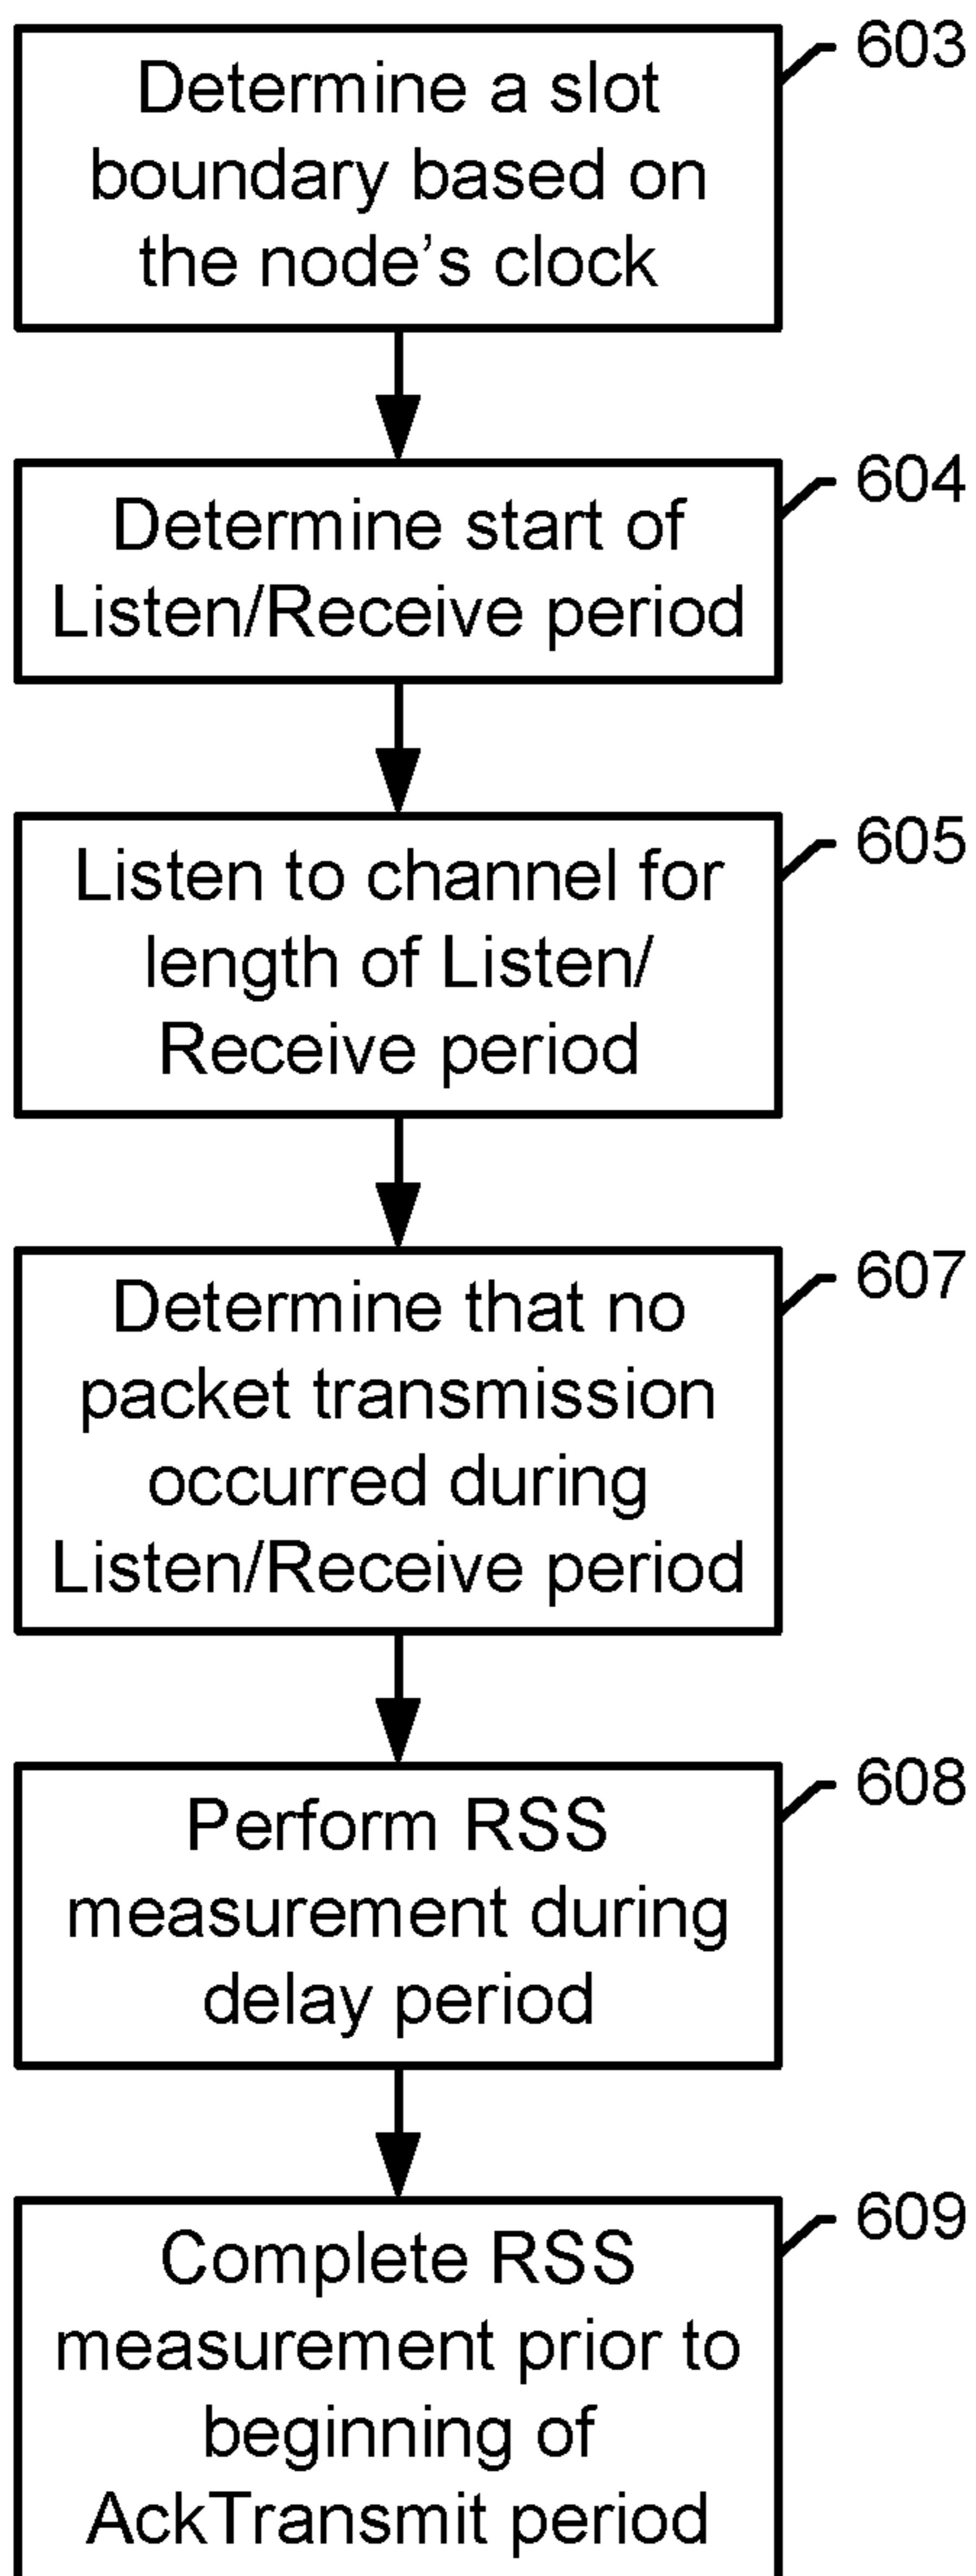 603
Determine a slot
boundary based on
the node’s clock
604
Determine start of
Listen/Receive period
605
Listen to channel for
length of Listen/
Receive period
607
Determine that no
packet transmission
occurred during
Listen/Receive period
608
Perform RSS
measurement during
delay period
609
Complete RSS
measurement prior to
beginning of
AckTransmit period